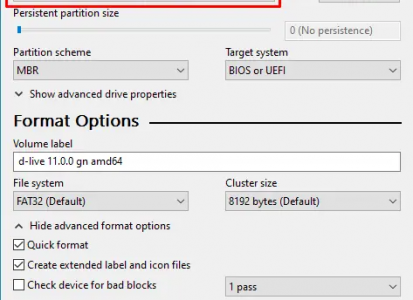 Persistent partition size
0 (No persistence)
Partition scheme Target system
MBR BIOS or UEFI
Show advanced drive properties
Format Options
Volume label
d-live 11.0.0 gn amd64
File system Cluster size
FAT32 (Default) 8192 bytes (Default)
Hide advanced format options
Quick format
Create extended label and icon files
Check device for bad blocks 1 pass